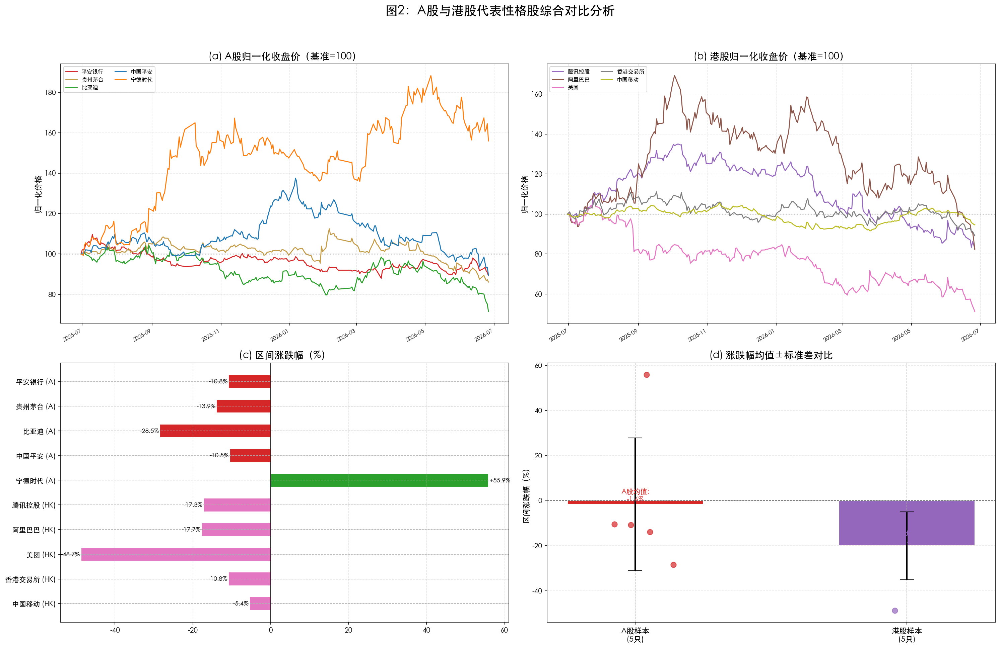 图2：A股与港股代表性格股综合对比分析
(a) A股归一化收盘价（基准=100）
平安银行
贵州茅台
比亚迪
中国平安
宁德时代
归一化价格
180
160
140
120
100
80
2025-07
2025-09
2025-11
2026-01
2026-03
2026-05
2026-07
(b) 港股归一化收盘价（基准=100）
腾讯控股
阿里巴巴
美团
香港交易所
中国移动
归一化价格
160
140
120
100
80
60
2025-07
2025-09
2025-11
2026-01
2026-03
2026-05
2026-07
(c) 区间涨跌幅（%）
平安银行 (A)
-10.8%
贵州茅台 (A)
-13.9%
比亚迪 (A)
-28.5%
中国平安 (A)
-10.5%
宁德时代 (A)
+55.9%
腾讯控股 (HK)
-17.3%
阿里巴巴 (HK)
-17.7%
美团 (HK)
-48.7%
香港交易所 (HK)
-10.8%
中国移动 (HK)
-5.4%
-40
-20
0
20
40
60
(d) 涨跌幅均值±标准差对比
区间涨跌幅（%）
60
40
20
0
-20
-40
A股均值:
-1.6%
A股样本
(5只)
港股样本
(5只)